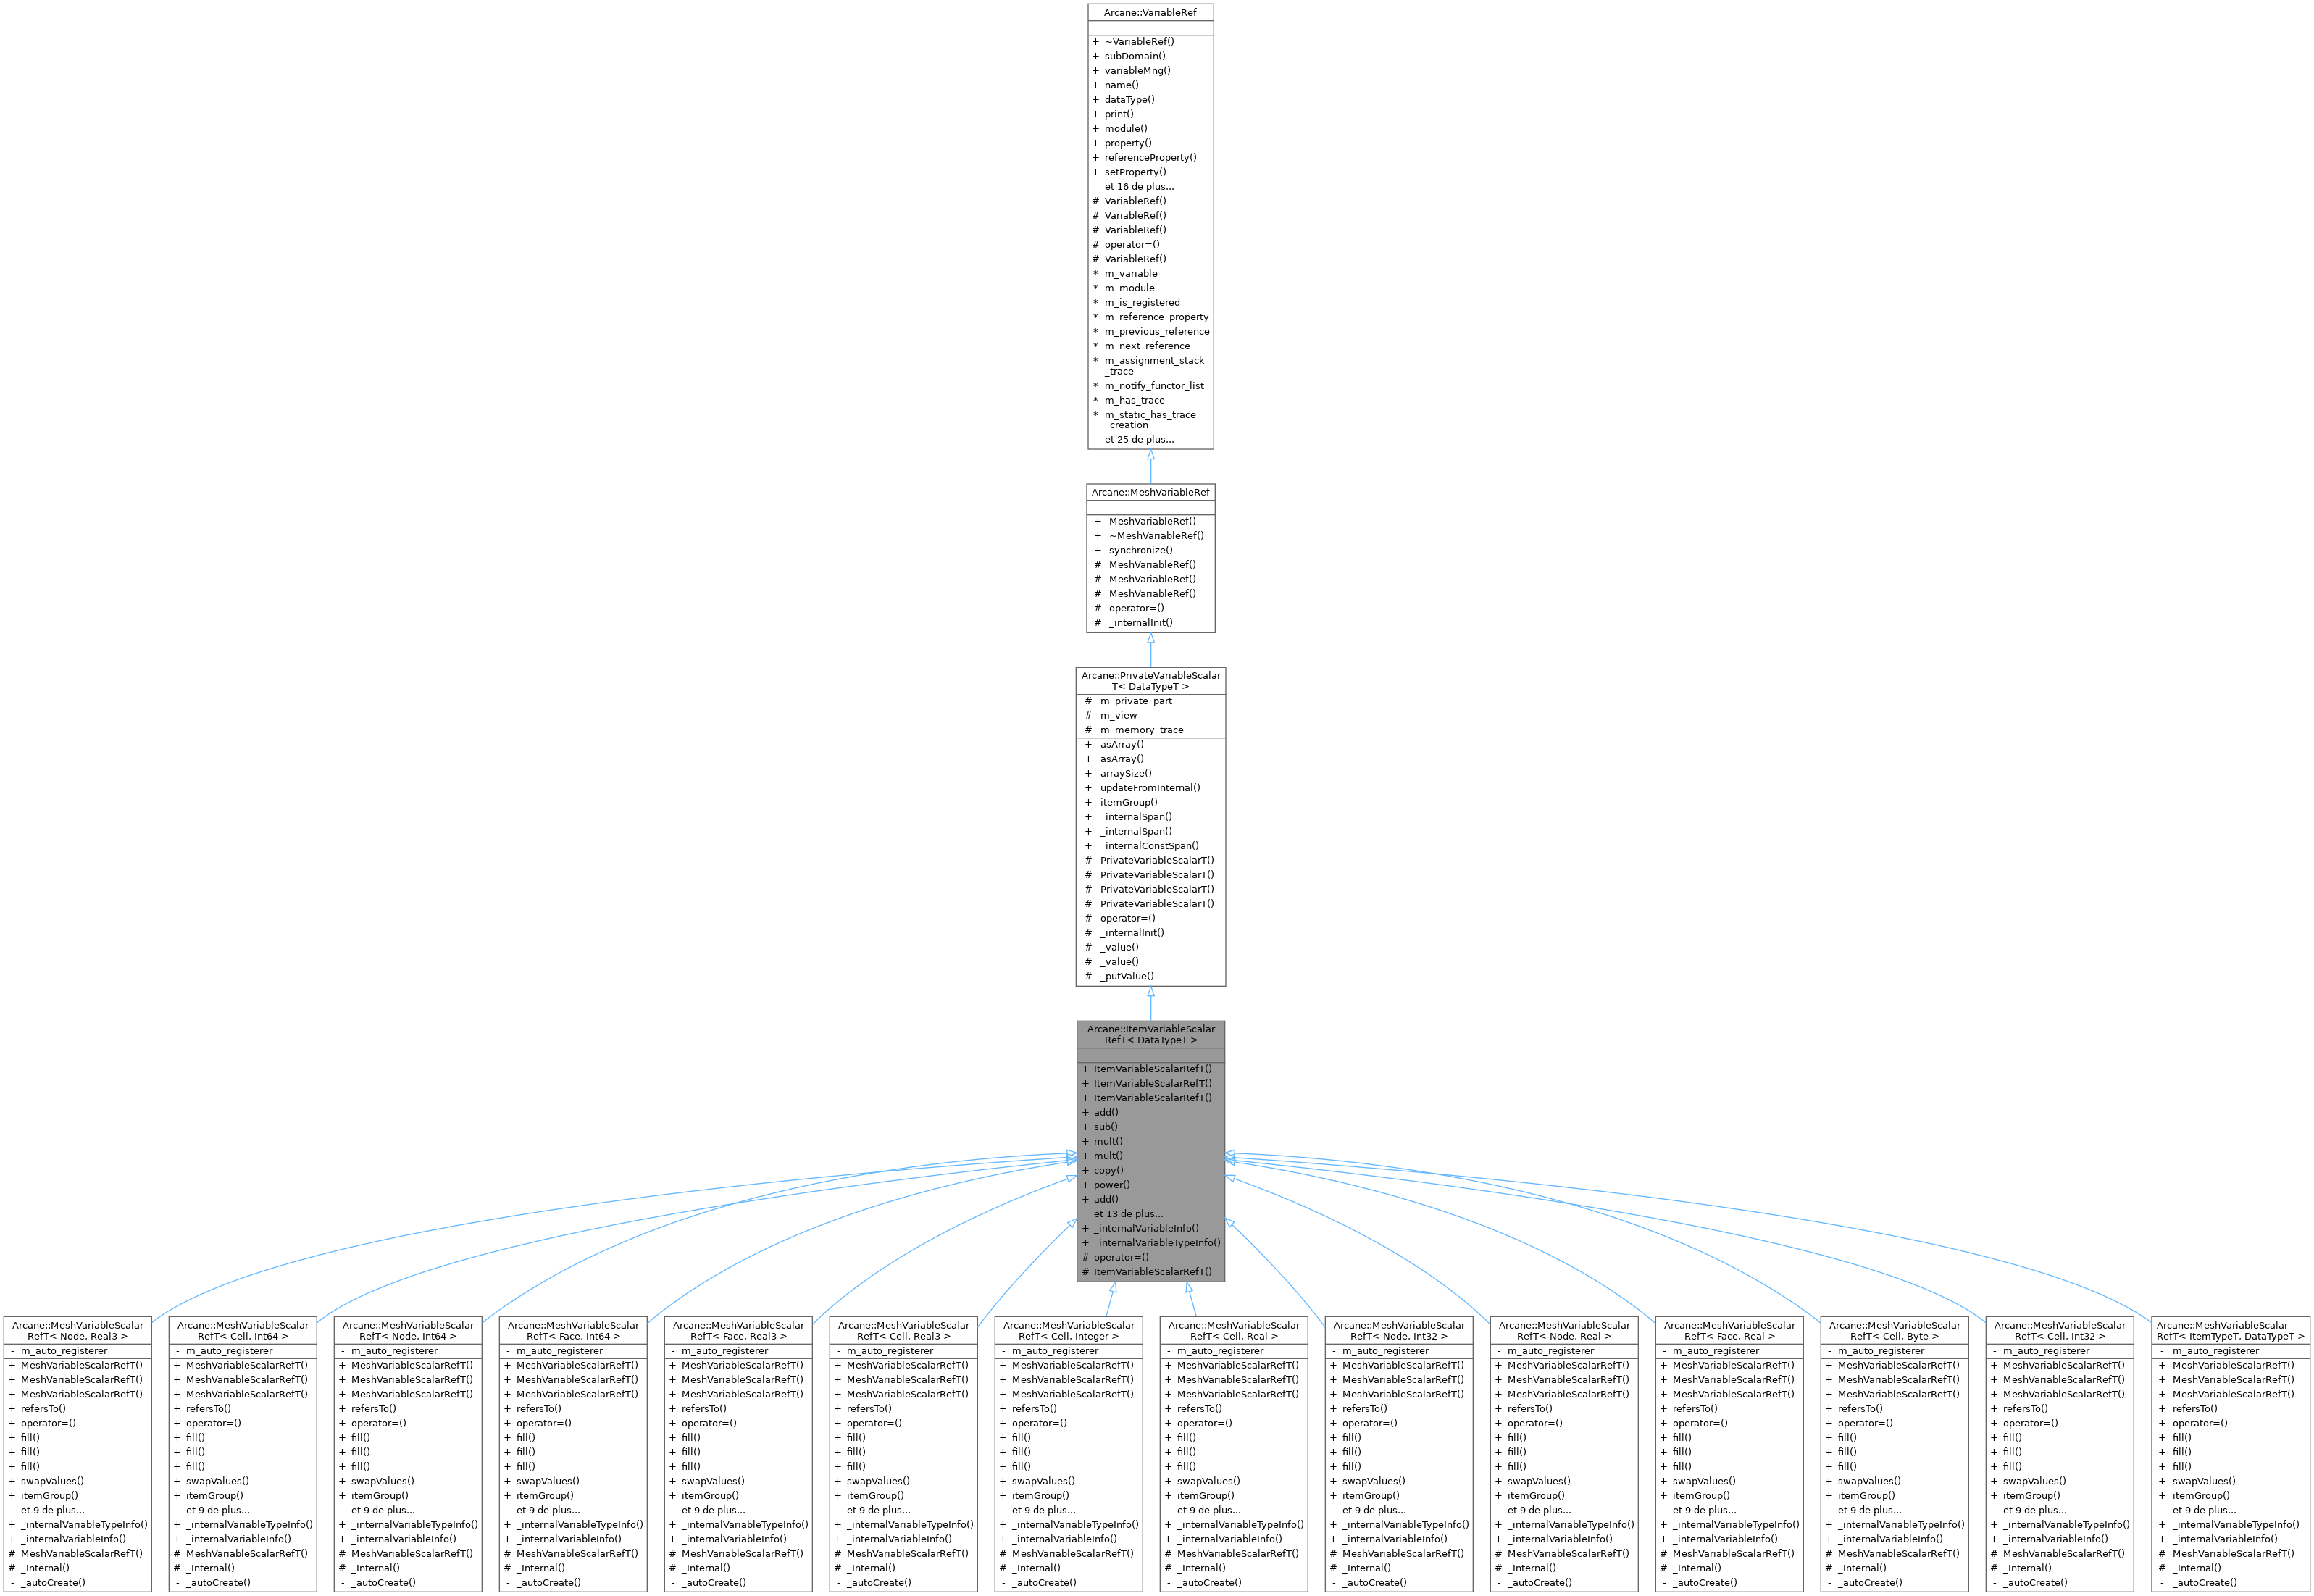 Arcane::VariableRef
+ ~VariableRef()
+ subDomain()
+ variableMng()
+ name()
+ dataType()
+ print()
+ module()
+ property()
+ referenceProperty()
+ setProperty()
et 16 de plus...
# VariableRef()
# VariableRef()
# VariableRef()
# operator=()
# VariableRef()
* m_variable
* m_module
* m_is_registered
* m_reference_property
* m_previous_reference
* m_next_reference
* m_assignment_stack
_trace
* m_notify_functor_list
* m_has_trace
* m_static_has_trace
_creation
et 25 de plus...
Arcane::MeshVariableRef
+ MeshVariableRef()
+ ~MeshVariableRef()
+ synchronize()
# MeshVariableRef()
# MeshVariableRef()
# MeshVariableRef()
# operator=()
# _internalInit()
Arcane::PrivateVariableScalar
T< DataTypeT >
# m_private_part
# m_view
# m_memory_trace
+ asArray()
+ asArray()
+ arraySize()
+ updateFromInternal()
+ itemGroup()
+ _internalSpan()
+ _internalSpan()
+ _internalConstSpan()
# PrivateVariableScalarT()
# PrivateVariableScalarT()
# PrivateVariableScalarT()
# PrivateVariableScalarT()
# operator=()
# _internalInit()
# _value()
# _value()
# _putValue()
Arcane::ItemVariableScalar
RefT< DataTypeT >
+ ItemVariableScalarRefT()
+ ItemVariableScalarRefT()
+ ItemVariableScalarRefT()
+ add()
+ sub()
+ mult()
+ mult()
+ copy()
+ power()
+ add()
et 13 de plus...
+ _internalVariableInfo()
+ _internalVariableTypeInfo()
# operator=()
# ItemVariableScalarRefT()
Arcane::MeshVariableScalar
RefT< Node, Real3 >
- m_auto_registerer
+ MeshVariableScalarRefT()
+ MeshVariableScalarRefT()
+ MeshVariableScalarRefT()
+ refersTo()
+ operator=()
+ fill()
+ fill()
+ fill()
+ swapValues()
+ itemGroup()
et 9 de plus...
+ _internalVariableTypeInfo()
+ _internalVariableInfo()
# MeshVariableScalarRefT()
# _Internal()
- _autoCreate()
Arcane::MeshVariableScalar
RefT< Cell, Int64 >
- m_auto_registerer
+ MeshVariableScalarRefT()
+ MeshVariableScalarRefT()
+ MeshVariableScalarRefT()
+ refersTo()
+ operator=()
+ fill()
+ fill()
+ fill()
+ swapValues()
+ itemGroup()
et 9 de plus...
+ _internalVariableTypeInfo()
+ _internalVariableInfo()
# MeshVariableScalarRefT()
# _Internal()
- _autoCreate()
Arcane::MeshVariableScalar
RefT< Node, Int64 >
- m_auto_registerer
+ MeshVariableScalarRefT()
+ MeshVariableScalarRefT()
+ MeshVariableScalarRefT()
+ refersTo()
+ operator=()
+ fill()
+ fill()
+ fill()
+ swapValues()
+ itemGroup()
et 9 de plus...
+ _internalVariableTypeInfo()
+ _internalVariableInfo()
# MeshVariableScalarRefT()
# _Internal()
- _autoCreate()
Arcane::MeshVariableScalar
RefT< Face, Int64 >
- m_auto_registerer
+ MeshVariableScalarRefT()
+ MeshVariableScalarRefT()
+ MeshVariableScalarRefT()
+ refersTo()
+ operator=()
+ fill()
+ fill()
+ fill()
+ swapValues()
+ itemGroup()
et 9 de plus...
+ _internalVariableTypeInfo()
+ _internalVariableInfo()
# MeshVariableScalarRefT()
# _Internal()
- _autoCreate()
Arcane::MeshVariableScalar
RefT< Face, Real3 >
- m_auto_registerer
+ MeshVariableScalarRefT()
+ MeshVariableScalarRefT()
+ MeshVariableScalarRefT()
+ refersTo()
+ operator=()
+ fill()
+ fill()
+ fill()
+ swapValues()
+ itemGroup()
et 9 de plus...
+ _internalVariableTypeInfo()
+ _internalVariableInfo()
# MeshVariableScalarRefT()
# _Internal()
- _autoCreate()
Arcane::MeshVariableScalar
RefT< Cell, Real3 >
- m_auto_registerer
+ MeshVariableScalarRefT()
+ MeshVariableScalarRefT()
+ MeshVariableScalarRefT()
+ refersTo()
+ operator=()
+ fill()
+ fill()
+ fill()
+ swapValues()
+ itemGroup()
et 9 de plus...
+ _internalVariableTypeInfo()
+ _internalVariableInfo()
# MeshVariableScalarRefT()
# _Internal()
- _autoCreate()
Arcane::MeshVariableScalar
RefT< Cell, Integer >
- m_auto_registerer
+ MeshVariableScalarRefT()
+ MeshVariableScalarRefT()
+ MeshVariableScalarRefT()
+ refersTo()
+ operator=()
+ fill()
+ fill()
+ fill()
+ swapValues()
+ itemGroup()
et 9 de plus...
+ _internalVariableTypeInfo()
+ _internalVariableInfo()
# MeshVariableScalarRefT()
# _Internal()
- _autoCreate()
Arcane::MeshVariableScalar
RefT< Cell, Real >
- m_auto_registerer
+ MeshVariableScalarRefT()
+ MeshVariableScalarRefT()
+ MeshVariableScalarRefT()
+ refersTo()
+ operator=()
+ fill()
+ fill()
+ fill()
+ swapValues()
+ itemGroup()
et 9 de plus...
+ _internalVariableTypeInfo()
+ _internalVariableInfo()
# MeshVariableScalarRefT()
# _Internal()
- _autoCreate()
Arcane::MeshVariableScalar
RefT< Node, Int32 >
- m_auto_registerer
+ MeshVariableScalarRefT()
+ MeshVariableScalarRefT()
+ MeshVariableScalarRefT()
+ refersTo()
+ operator=()
+ fill()
+ fill()
+ fill()
+ swapValues()
+ itemGroup()
et 9 de plus...
+ _internalVariableTypeInfo()
+ _internalVariableInfo()
# MeshVariableScalarRefT()
# _Internal()
- _autoCreate()
Arcane::MeshVariableScalar
RefT< Node, Real >
- m_auto_registerer
+ MeshVariableScalarRefT()
+ MeshVariableScalarRefT()
+ MeshVariableScalarRefT()
+ refersTo()
+ operator=()
+ fill()
+ fill()
+ fill()
+ swapValues()
+ itemGroup()
et 9 de plus...
+ _internalVariableTypeInfo()
+ _internalVariableInfo()
# MeshVariableScalarRefT()
# _Internal()
- _autoCreate()
Arcane::MeshVariableScalar
RefT< Face, Real >
- m_auto_registerer
+ MeshVariableScalarRefT()
+ MeshVariableScalarRefT()
+ MeshVariableScalarRefT()
+ refersTo()
+ operator=()
+ fill()
+ fill()
+ fill()
+ swapValues()
+ itemGroup()
et 9 de plus...
+ _internalVariableTypeInfo()
+ _internalVariableInfo()
# MeshVariableScalarRefT()
# _Internal()
- _autoCreate()
Arcane::MeshVariableScalar
RefT< Cell, Byte >
- m_auto_registerer
+ MeshVariableScalarRefT()
+ MeshVariableScalarRefT()
+ MeshVariableScalarRefT()
+ refersTo()
+ operator=()
+ fill()
+ fill()
+ fill()
+ swapValues()
+ itemGroup()
et 9 de plus...
+ _internalVariableTypeInfo()
+ _internalVariableInfo()
# MeshVariableScalarRefT()
# _Internal()
- _autoCreate()
Arcane::MeshVariableScalar
RefT< Cell, Int32 >
- m_auto_registerer
+ MeshVariableScalarRefT()
+ MeshVariableScalarRefT()
+ MeshVariableScalarRefT()
+ refersTo()
+ operator=()
+ fill()
+ fill()
+ fill()
+ swapValues()
+ itemGroup()
et 9 de plus...
+ _internalVariableTypeInfo()
+ _internalVariableInfo()
# MeshVariableScalarRefT()
# _Internal()
- _autoCreate()
Arcane::MeshVariableScalar
RefT< ItemTypeT, DataTypeT >
- m_auto_registerer
+ MeshVariableScalarRefT()
+ MeshVariableScalarRefT()
+ MeshVariableScalarRefT()
+ refersTo()
+ operator=()
+ fill()
+ fill()
+ fill()
+ swapValues()
+ itemGroup()
et 9 de plus...
+ _internalVariableTypeInfo()
+ _internalVariableInfo()
# MeshVariableScalarRefT()
# _Internal()
- _autoCreate()